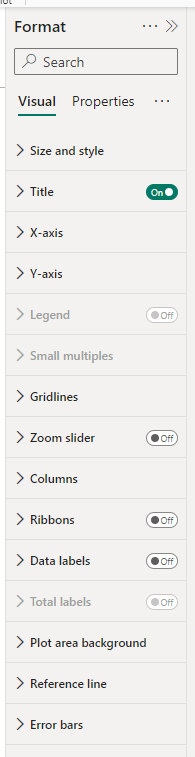 Format
Search
Visual Properties
Size and style
Title On
X-axis
Y-axis
Legend Off
Small multiples
Gridlines
Zoom slider Off
Columns
Ribbons Off
Data labels Off
Total labels Off
Plot area background
Reference line
Error bars